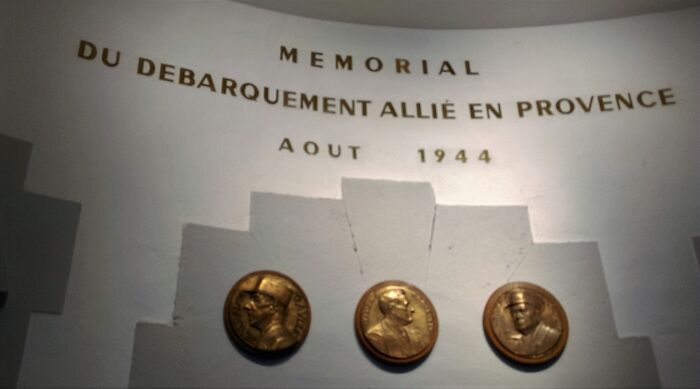 MEMORIAL
DU DEBARQUEMENT ALLIÉ EN PROVENCE
AOUT 1944